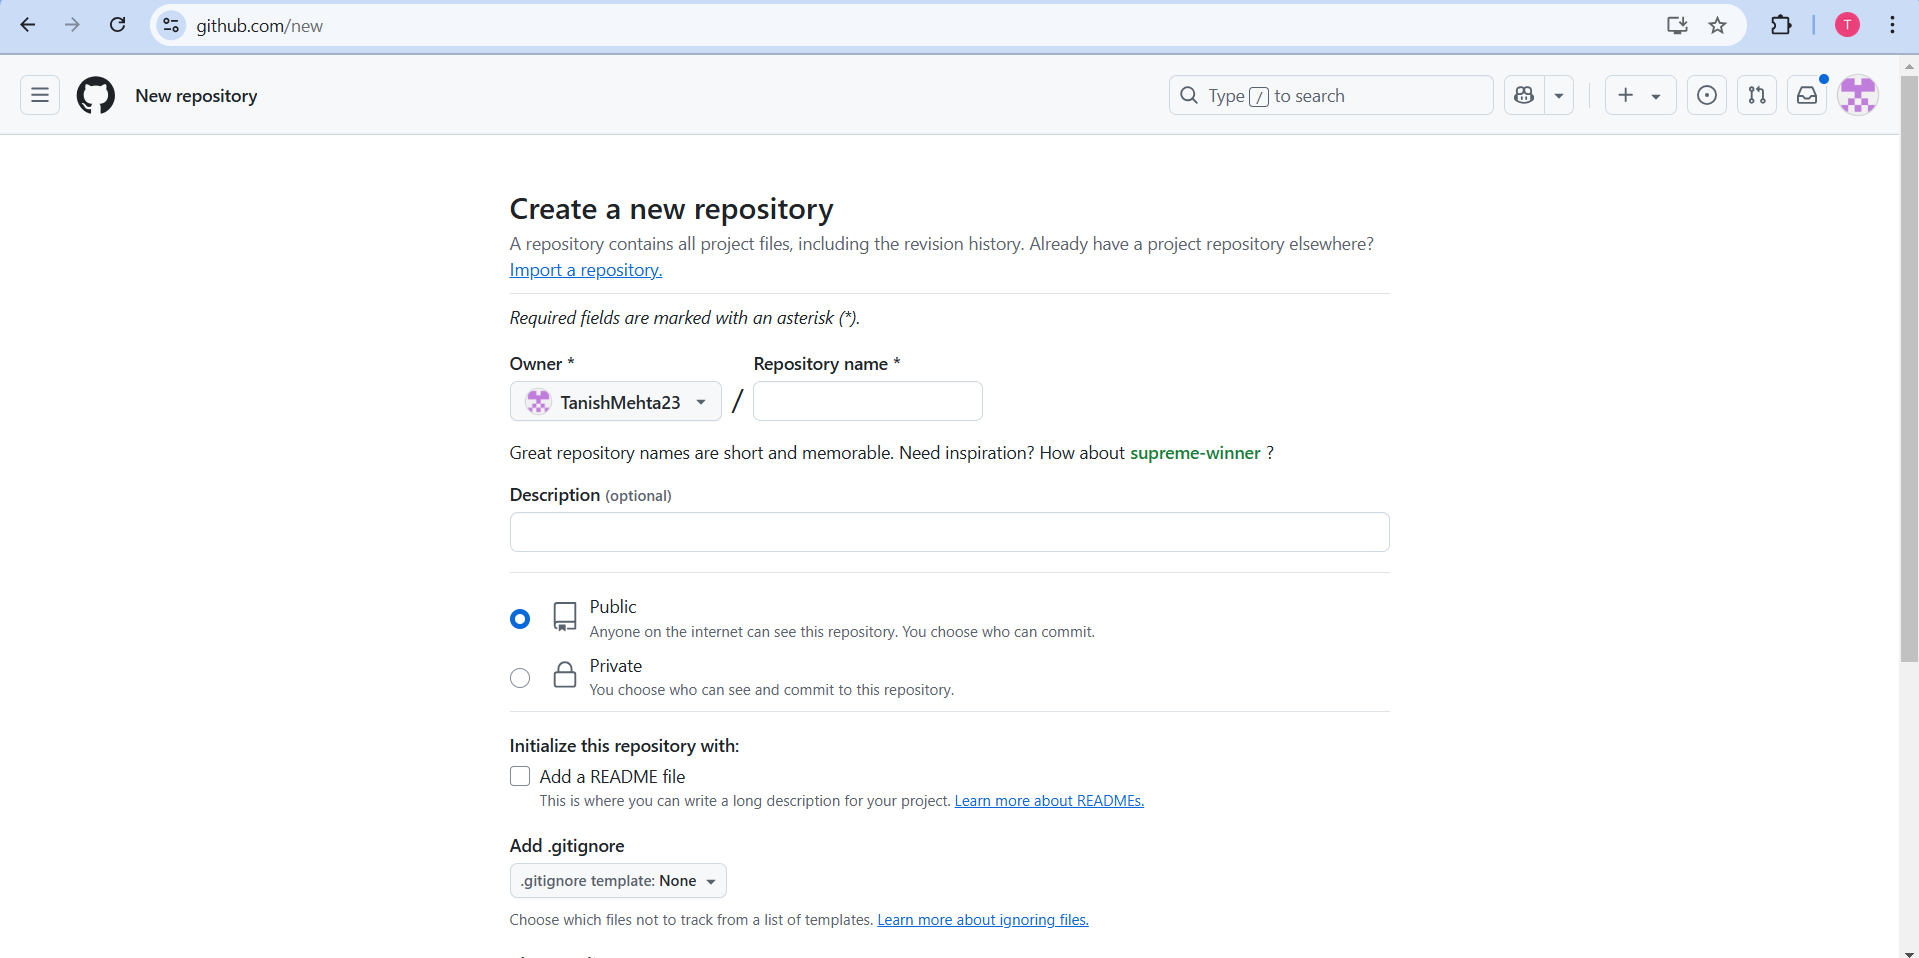 github.com/new
T
New repository
Type / to search
Create a new repository
A repository contains all project files, including the revision history. Already have a project repository elsewhere?
Import a repository.
Required fields are marked with an asterisk (*).
Owner *
Repository name *
TanishMehta23
/
Great repository names are short and memorable. Need inspiration? How about supreme-winner ?
Description (optional)
Public
Anyone on the internet can see this repository. You choose who can commit.
Private
You choose who can see and commit to this repository.
Initialize this repository with:
Add a README file
This is where you can write a long description for your project. Learn more about READMEs.
Add .gitignore
.gitignore template: None
Choose which files not to track from a list of templates. Learn more about ignoring files.